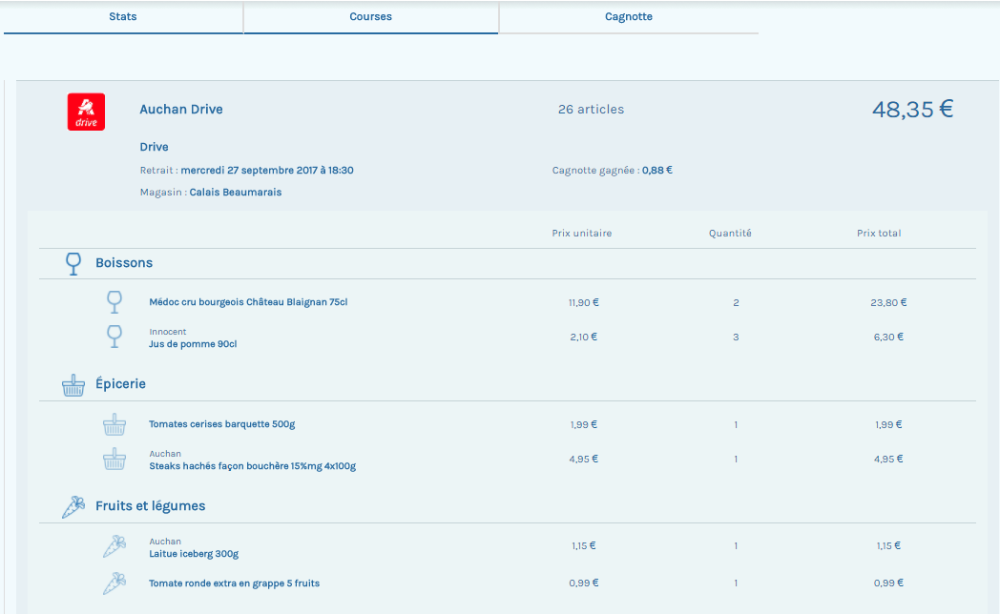 Stats Courses Cagnotte
drive
Auchan Drive 26 articles 48,35 €
Drive
Retrait : mercredi 27 septembre 2017 à 18:30 Cagnotte gagnée : 0,88 €
Magasin : Calais Beaumarais
Prix unitaire Quantité Prix total
Boissons
Médoc cru bourgeois Château Blaignan 75cl 11,90 € 2 23,80 €
Innocent
Jus de pomme 90cl 2,10 € 3 6,30 €
Épicerie
Tomates cerises barquette 500g 1,99 € 1 1,99 €
Auchan
Steaks hachés façon bouchère 15%mg 4x100g 4,95 € 1 4,95 €
Fruits et légumes
Auchan
Laitue iceberg 300g 1,15 € 1 1,15 €
Tomate ronde extra en grappe 5 fruits 0,99 € 1 0,99 €